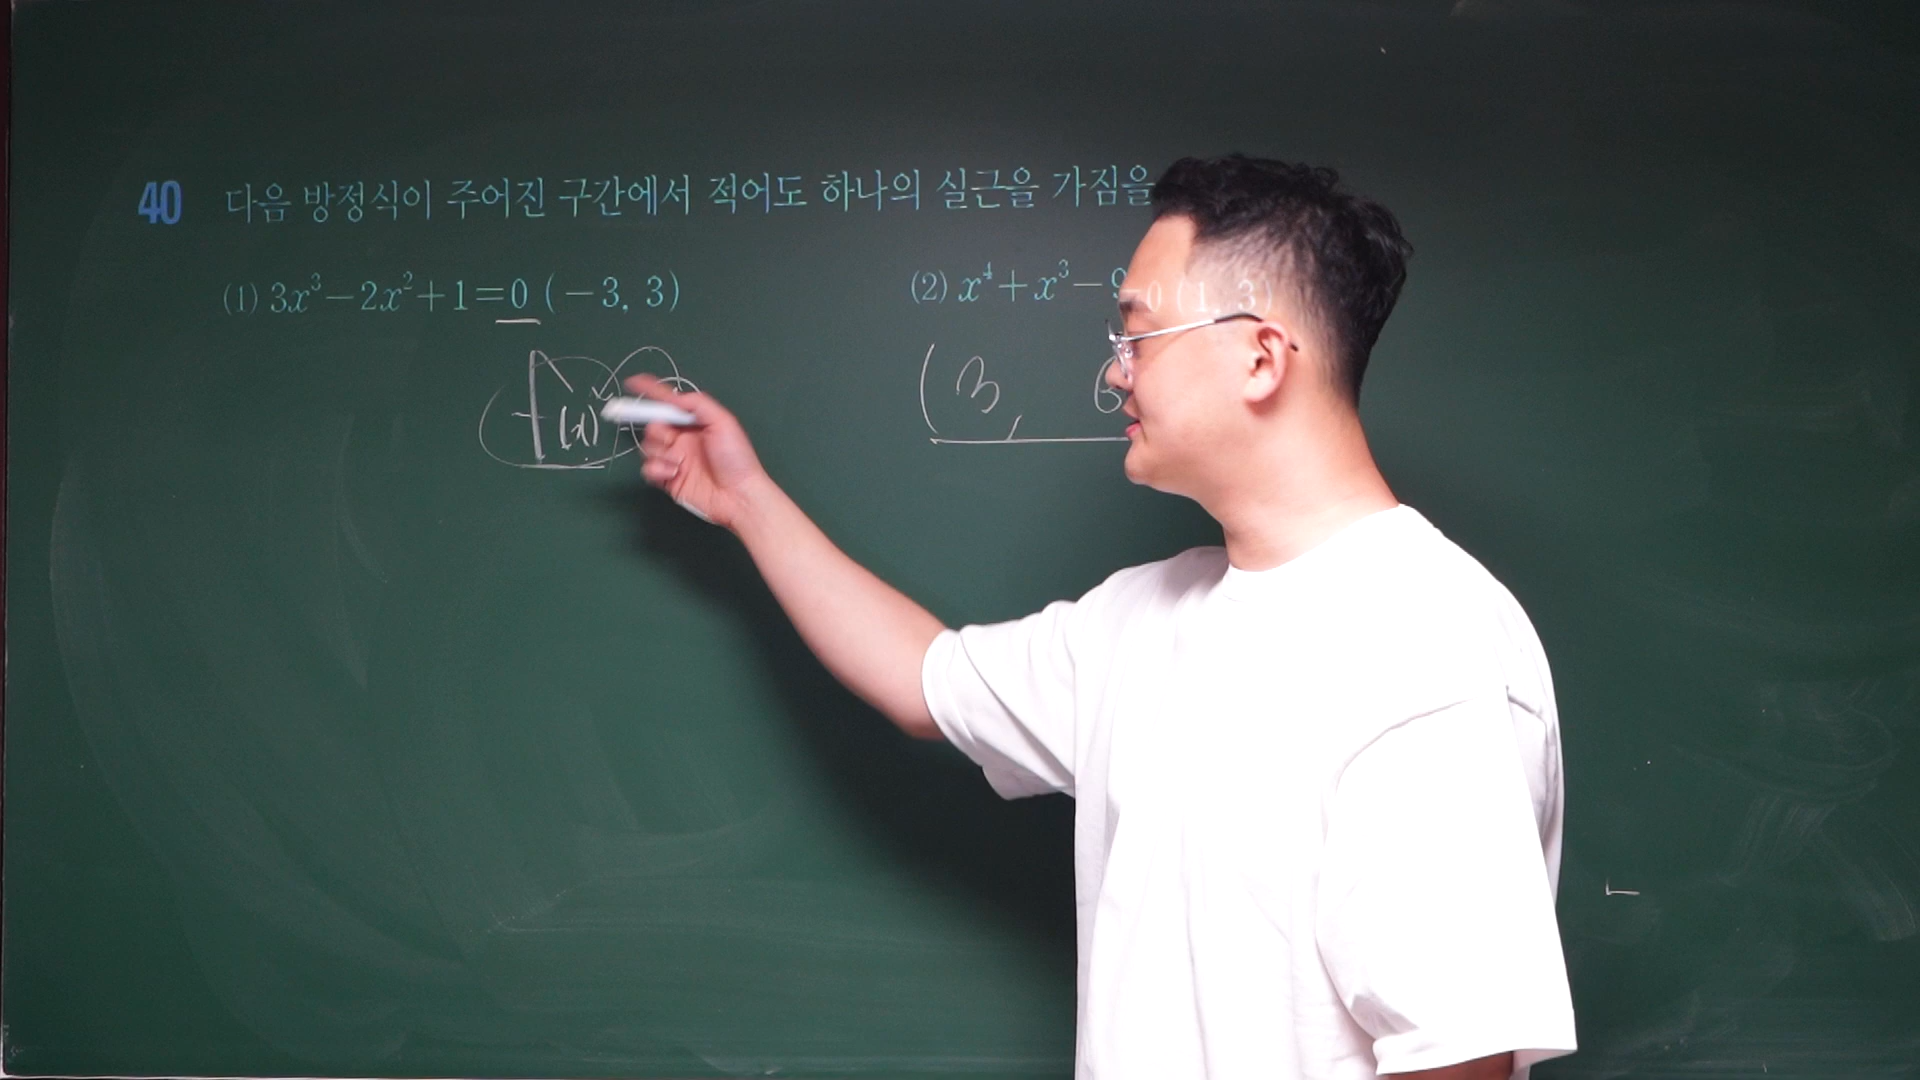 40 다음 방정식이 주어진 구간에서 적어도 하나의 실근을 가짐을
(1) 3x³−2x²+1=0 (−3, 3)
(2) x⁴+x³−9=0 (1, 3)
f(x)
(3, 6